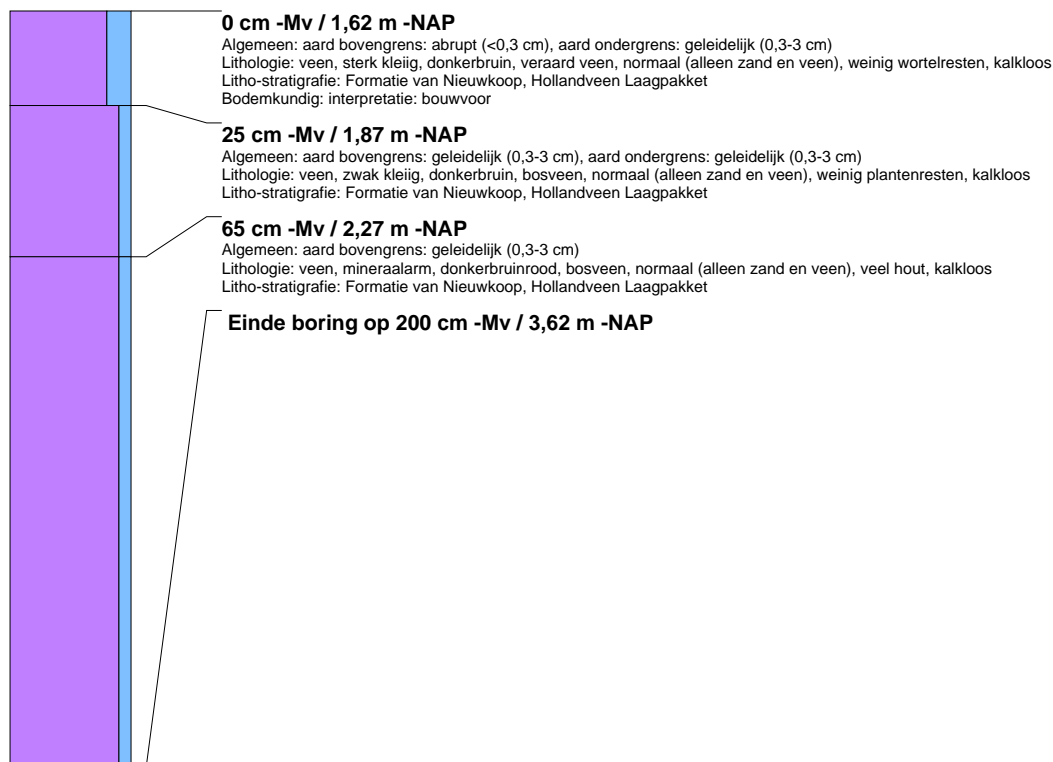 0 cm -Mv / 1,62 m -NAP
Algemeen: aard bovengrens: abrupt (<0,3 cm), aard ondergrens: geleidelijk (0,3-3 cm)
Lithologie: veen, sterk kleiig, donkerbruin, veraard veen, normaal (alleen zand en veen), weinig wortelresten, kalkloos
Litho-stratigrafie: Formatie van Nieuwkoop, Hollandveen Laagpakket
Bodemkundig: interpretatie: bouwvoor
25 cm -Mv / 1,87 m -NAP
Algemeen: aard bovengrens: geleidelijk (0,3-3 cm), aard ondergrens: geleidelijk (0,3-3 cm)
Lithologie: veen, zwak kleiig, donkerbruin, bosveen, normaal (alleen zand en veen), weinig plantenresten, kalkloos
Litho-stratigrafie: Formatie van Nieuwkoop, Hollandveen Laagpakket
65 cm -Mv / 2,27 m -NAP
Algemeen: aard bovengrens: geleidelijk (0,3-3 cm)
Lithologie: veen, mineraalarm, donkerbruinrood, bosveen, normaal (alleen zand en veen), veel hout, kalkloos
Litho-stratigrafie: Formatie van Nieuwkoop, Hollandveen Laagpakket
Einde boring op 200 cm -Mv / 3,62 m -NAP